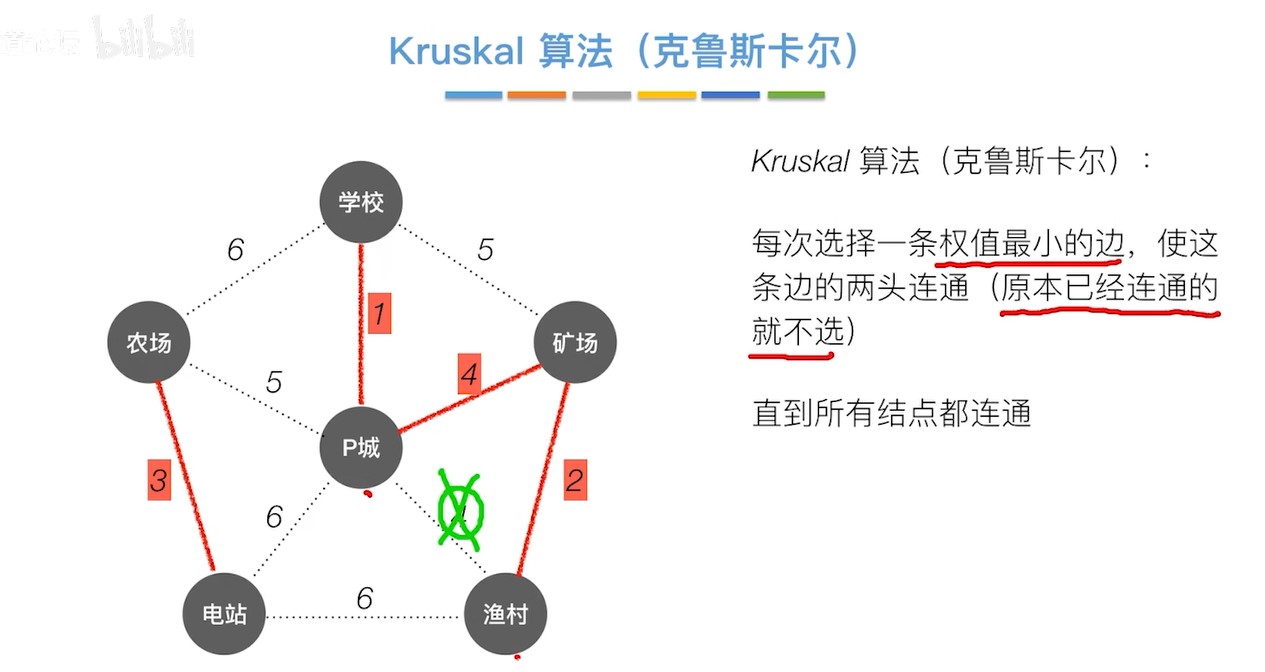 bilibili
Kruskal 算法（克鲁斯卡尔）
Kruskal 算法（克鲁斯卡尔）：
每次选择一条权值最小的边，使这
条边的两头连通（原本已经连通的
就不选）
直到所有结点都连通
学校
6
5
1
农场
矿场
5
4
P城
3
2
6
电站
6
渔村